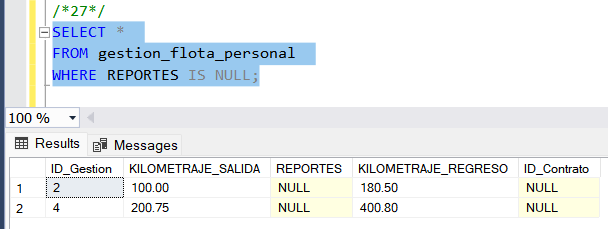 /*27*/
SELECT *
FROM gestion_flota_personal
WHERE REPORTES IS NULL;
100 %
Results Messages
ID_Gestion KILOMETRAJE_SALIDA REPORTES KILOMETRAJE_REGRESO ID_Contrato
1 2 100.00 NULL 180.50 NULL
2 4 200.75 NULL 400.80 NULL